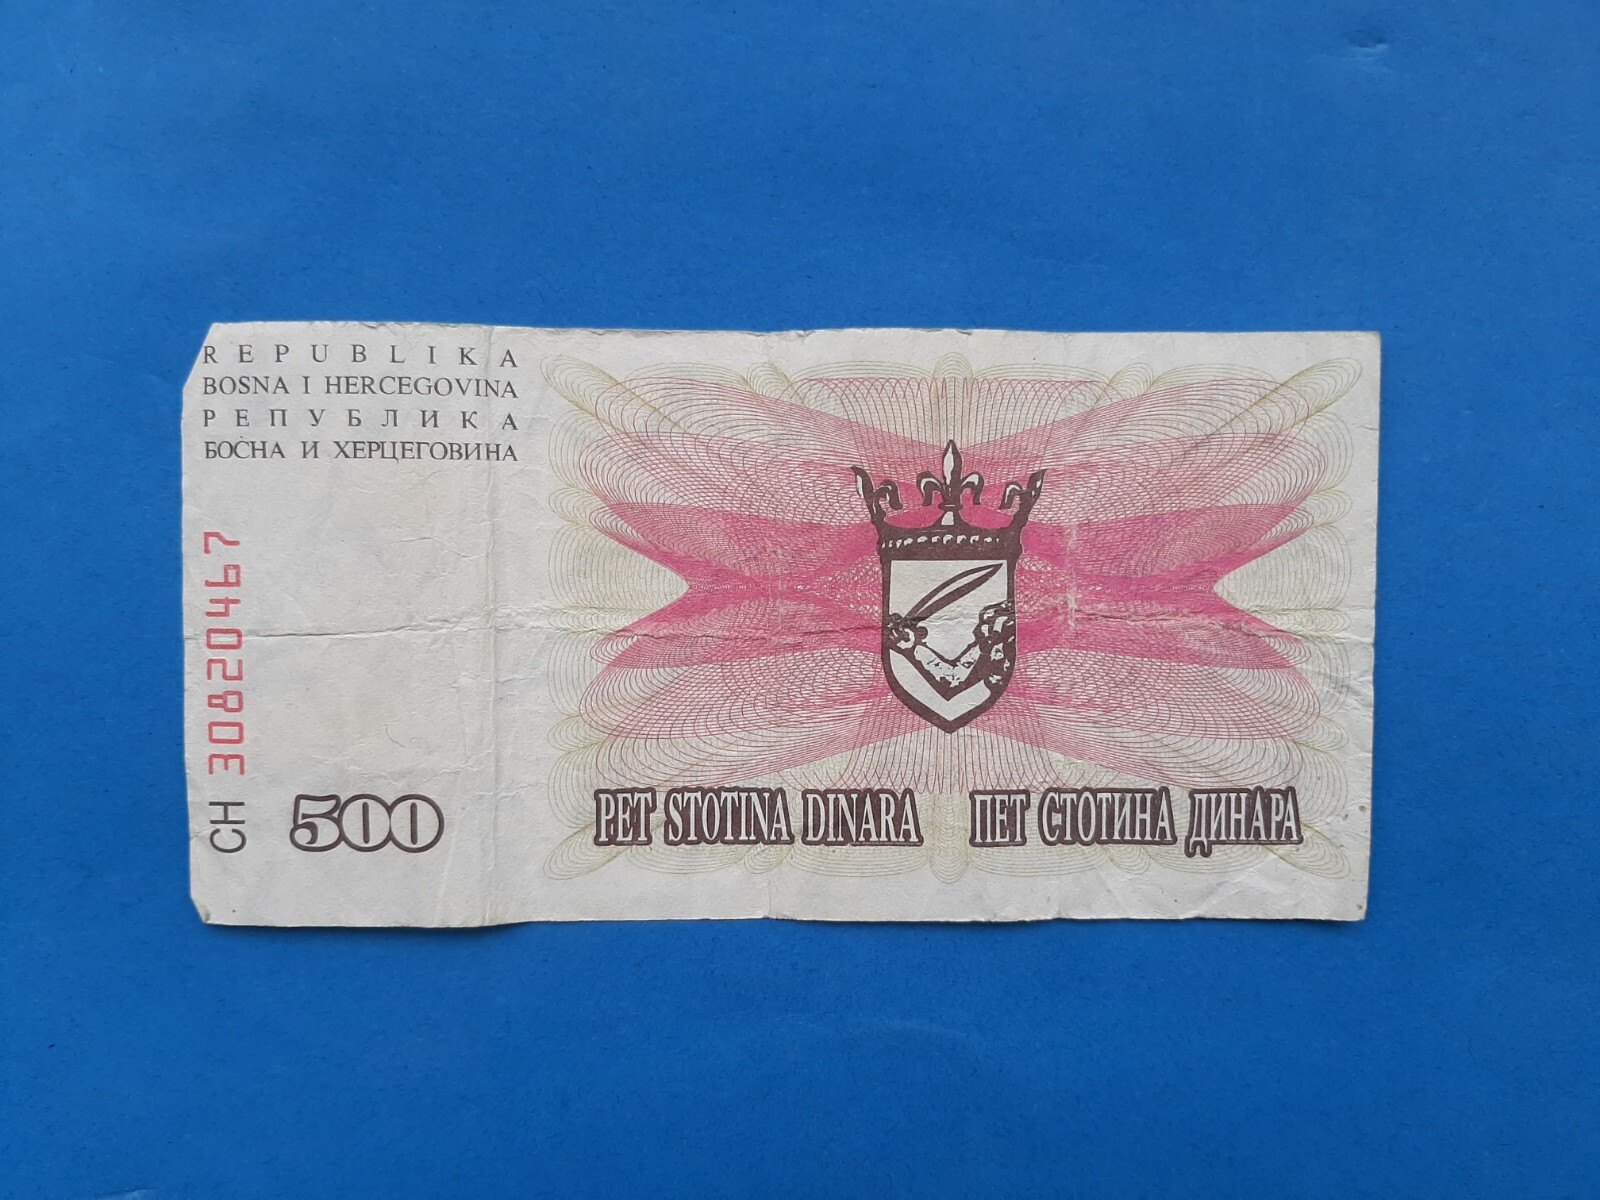 REPUBLIKA
BOSNA I HERCEGOVINA
РЕПУБЛИКА
БОСНА И ХЕРЦЕГОВИНА
CH 30820467
500
PET STOTINA DINARA
ПЕТ СТОТИНА ДИНАРА